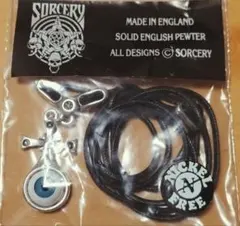 SORCERY
MADE IN ENGLAND
SOLID ENGLISH PEWTER
ALL DESIGNS © SORCERY
NICKEL
N
FREE